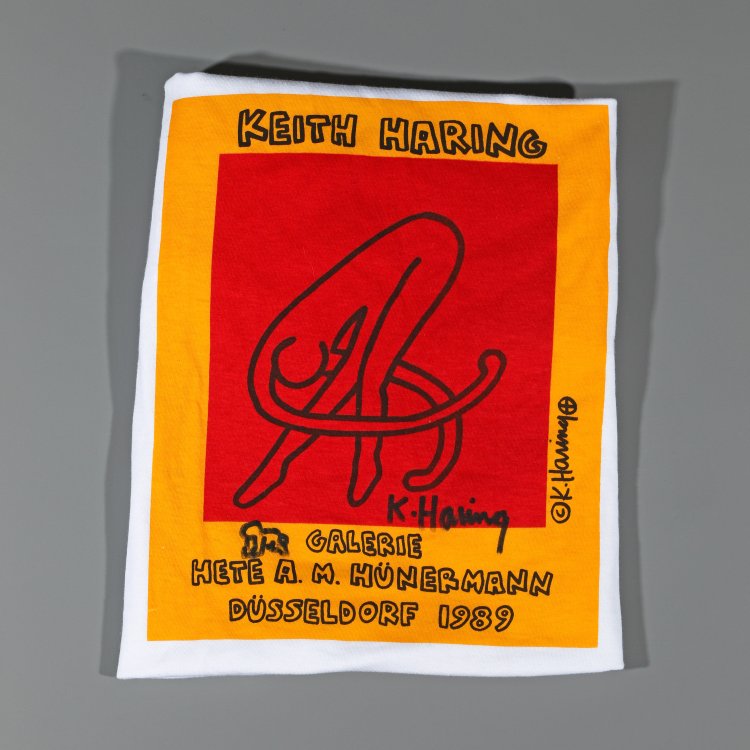 KEITH HARING
© K. Haring
K. Haring
GALERIE
HETE A. M. HÜNERMANN
DÜSSELDORF 1989